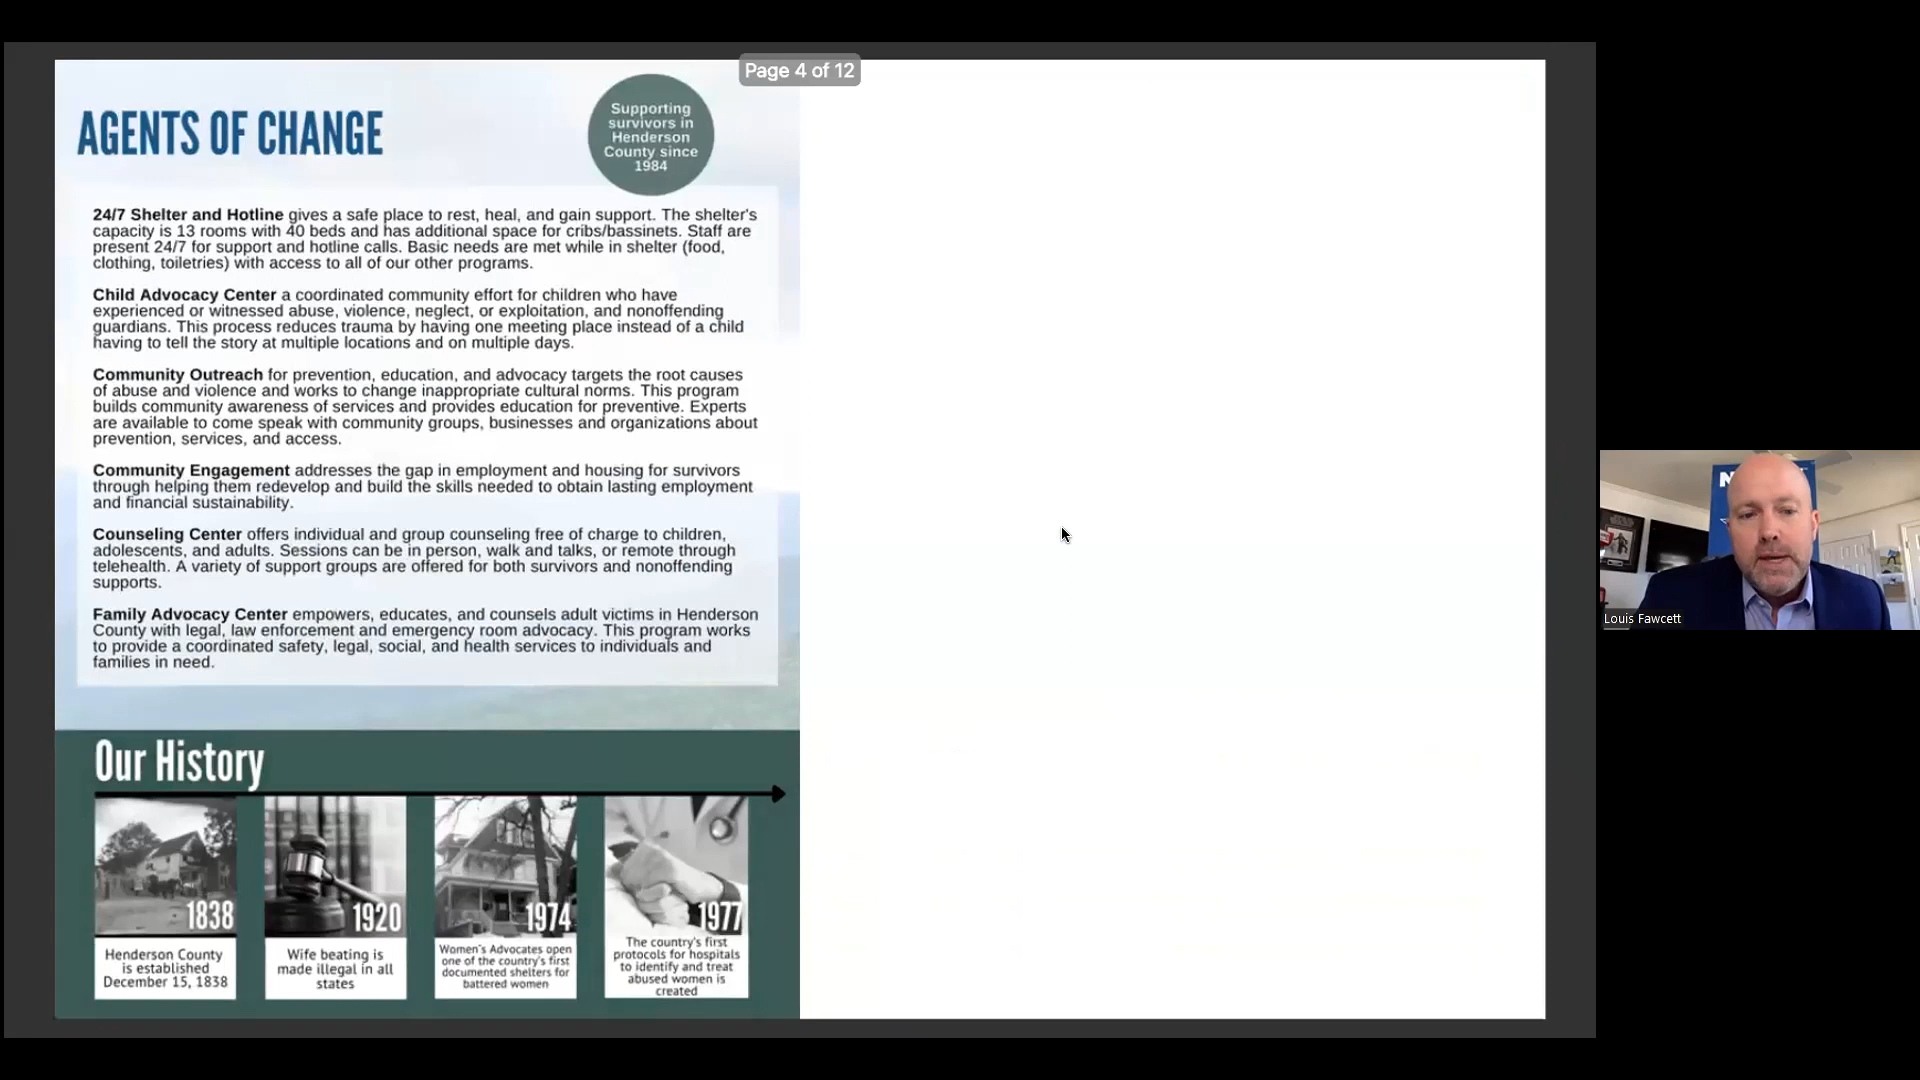 Page 4 of 12
AGENTS OF CHANGE
Supporting
survivors in
Henderson
County since
1984
24/7 Shelter and Hotline gives a safe place to rest, heal, and gain support. The shelter's
capacity is 13 rooms with 40 beds and has additional space for cribs/bassinets. Staff are
present 24/7 for support and hotline calls. Basic needs are met while in shelter (food,
clothing, toiletries) with access to all of our other programs.
Child Advocacy Center a coordinated community effort for children who have
experienced or witnessed abuse, violence, neglect, or exploitation, and nonoffending
guardians. This process reduces trauma by having one meeting place instead of a child
having to tell the story at multiple locations and on multiple days.
Community Outreach for prevention, education, and advocacy targets the root causes
of abuse and violence and works to change inappropriate cultural norms. This program
builds community awareness of services and provides education for preventive. Experts
are available to come speak with community groups, businesses and organizations about
prevention, services, and access.
Community Engagement addresses the gap in employment and housing for survivors
through helping them redevelop and build the skills needed to obtain lasting employment
and financial sustainability.
Counseling Center offers individual and group counseling free of charge to children,
adolescents, and adults. Sessions can be in person, walk and talks, or remote through
telehealth. A variety of support groups are offered for both survivors and nonoffending
supports.
Family Advocacy Center empowers, educates, and counsels adult victims in Henderson
County with legal, law enforcement and emergency room advocacy. This program works
to provide a coordinated safety, legal, social, and health services to individuals and
families in need.
Our History
1838
Henderson County
is established
December 15, 1838
1920
Wife beating is
made illegal in all
states
1974
Women's Advocates open
one of the country's first
documented shelters for
battered women
1977
The country's first
protocols for hospitals
to identify and treat
abused women is
created
Louis Fawcett